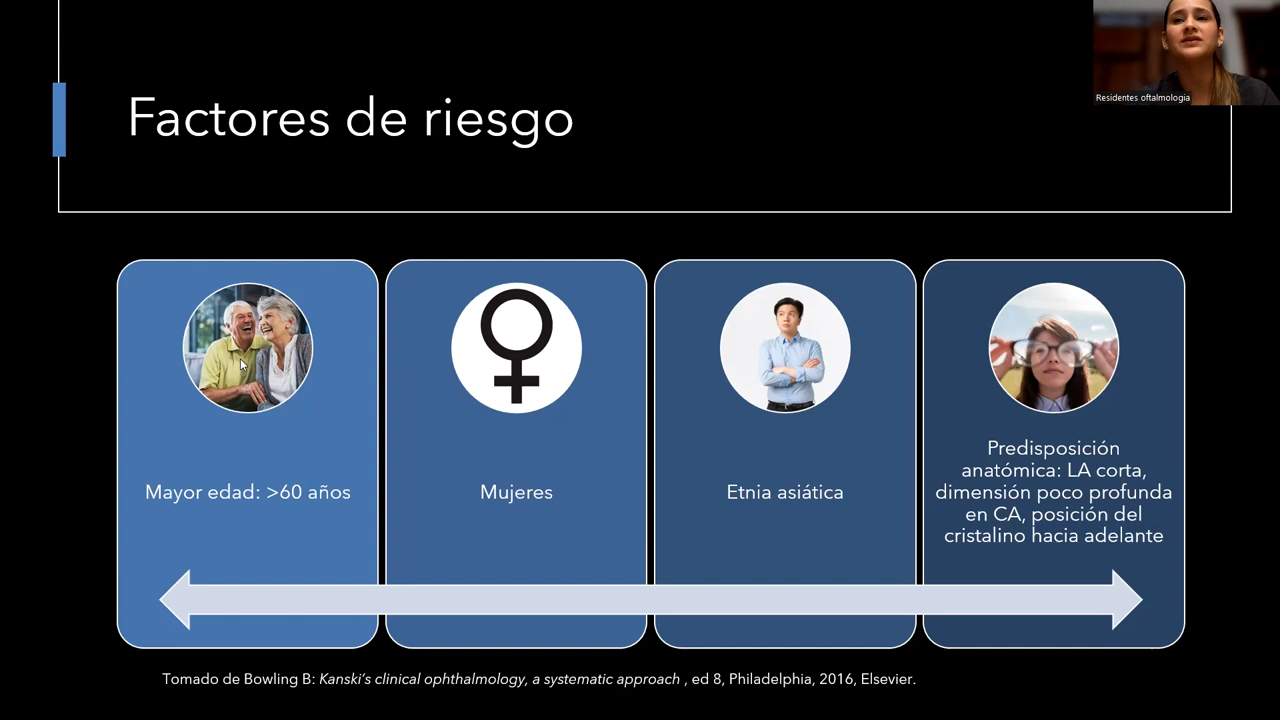 Residentes oftalmologia
Factores de riesgo
Mayor edad: >60 años
Mujeres
Etnia asiática
Predisposición
anatómica: LA corta,
dimensión poco profunda
en CA, posición del
cristalino hacia adelante
Tomado de Bowling B: Kanski's clinical ophthalmology, a systematic approach , ed 8, Philadelphia, 2016, Elsevier.